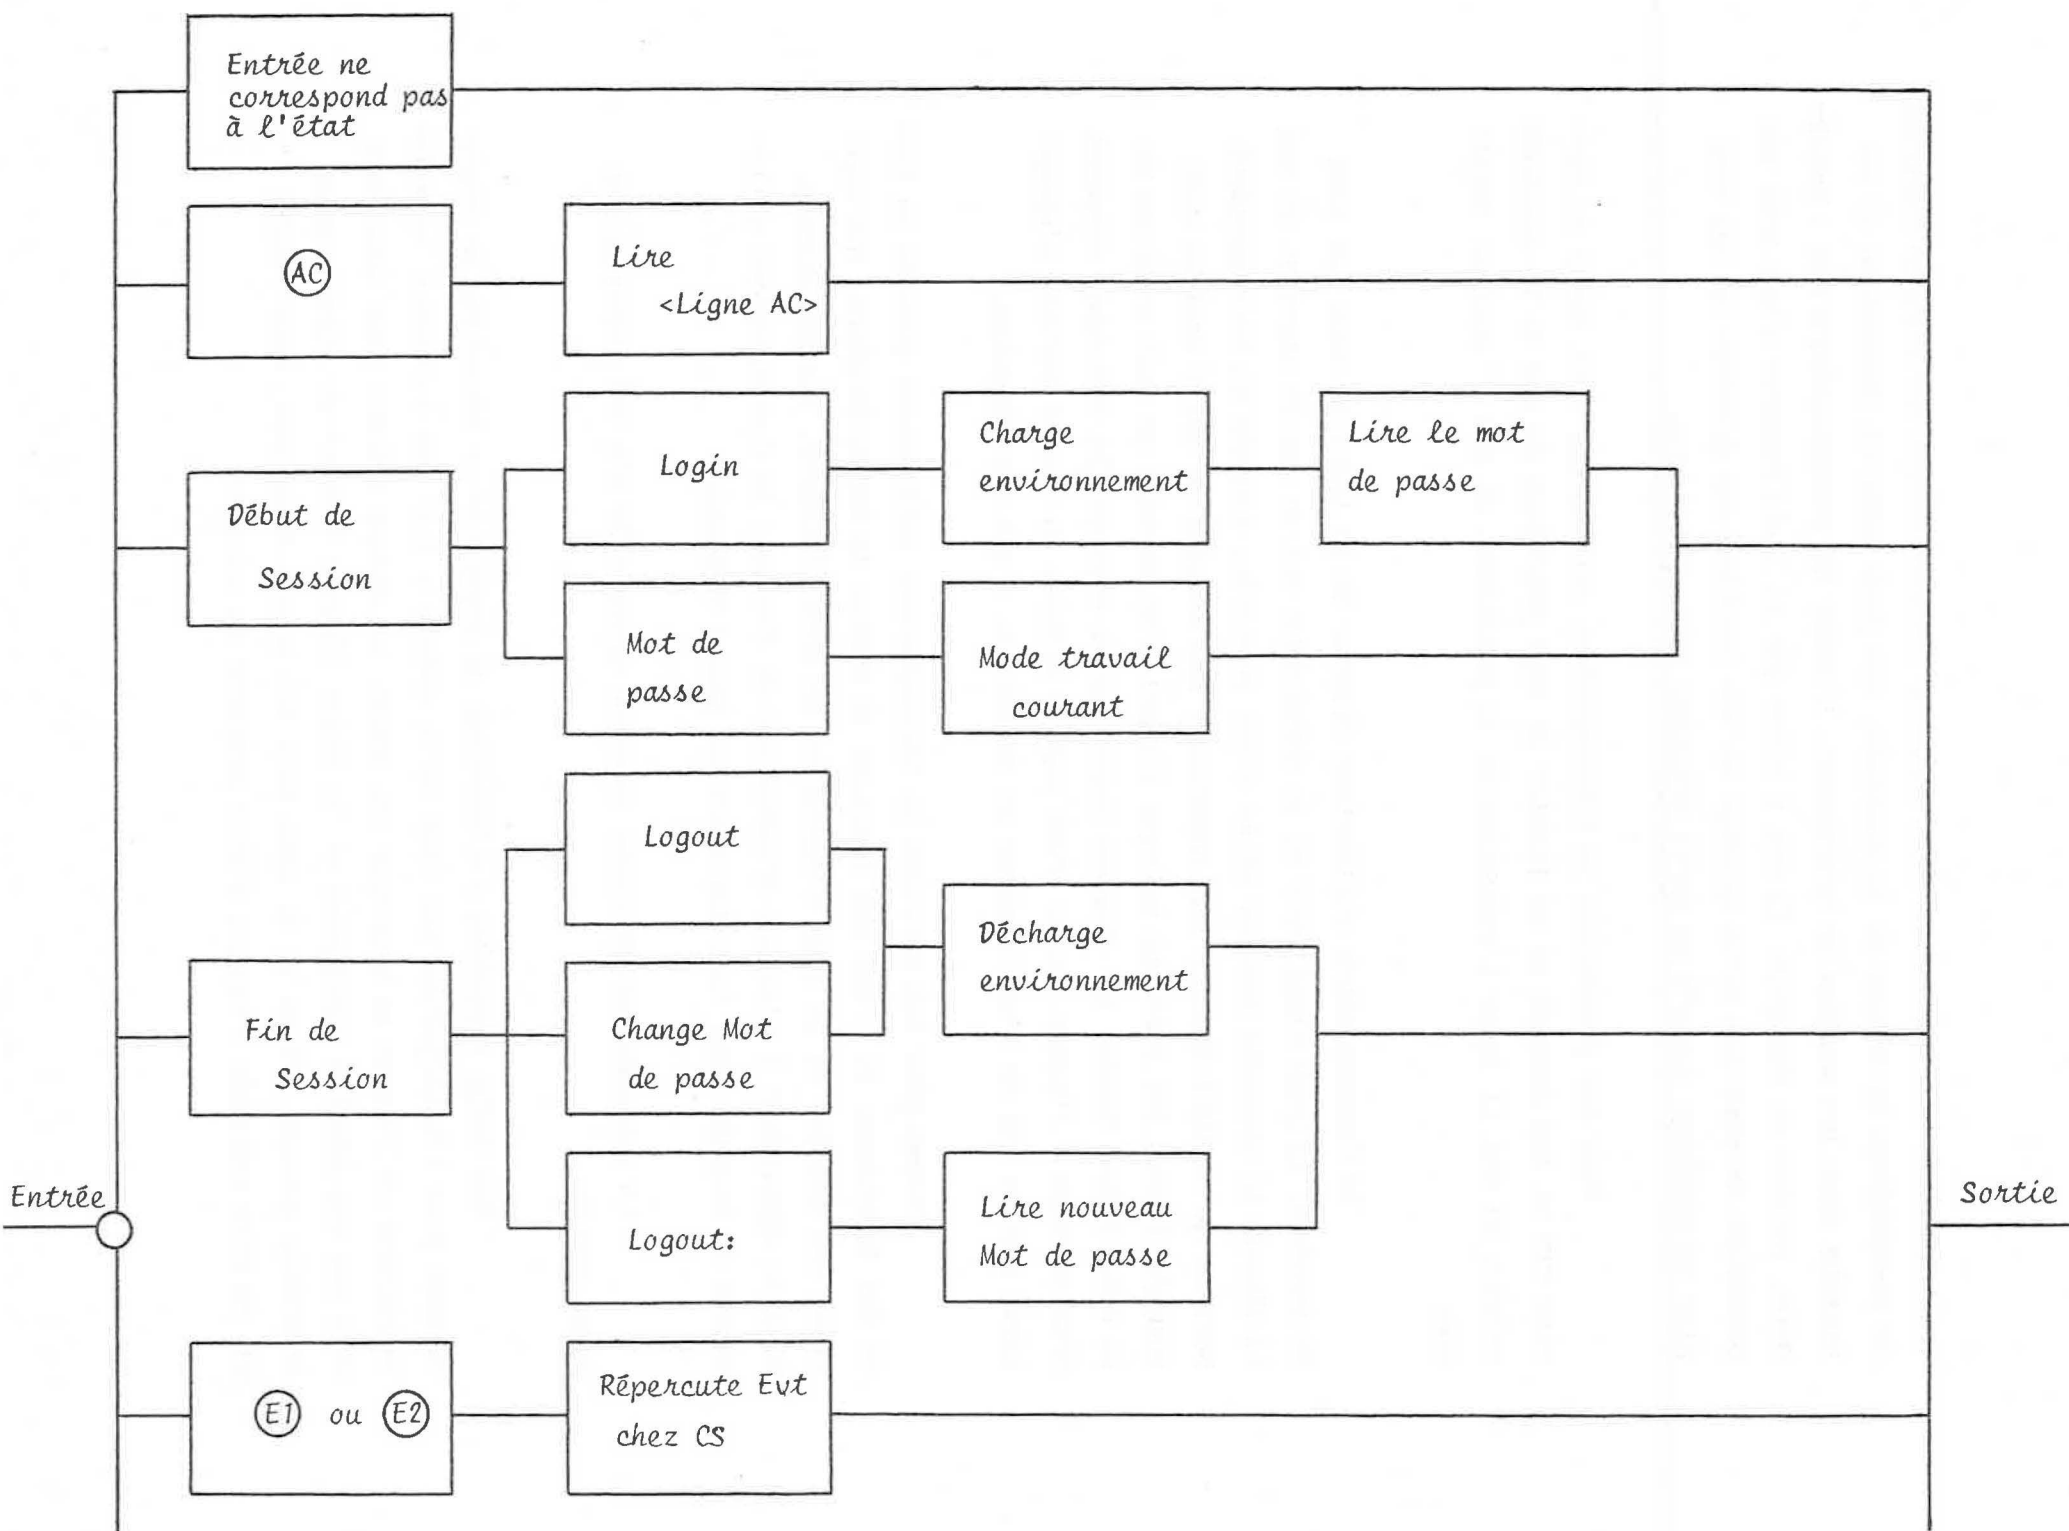 Entrée ne
correspond pas
à l'état
AC
Lire
<Ligne AC>
Début de
Session
Login
Charge
environnement
Lire le mot
de passe
Mot de
passe
Mode travail
courant
Fin de
Session
Logout
Change Mot
de passe
Décharge
environnement
Logout:
Lire nouveau
Mot de passe
Entrée
Sortie
E1 ou E2
Répercute Evt
chez CS